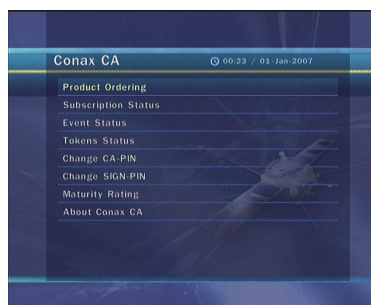 Conax CA 00:23 / 01-Jan-2007
Product Ordering
Subscription Status
Event Status
Tokens Status
Change CA-PIN
Change SIGN-PIN
Maturity Rating
About Conax CA